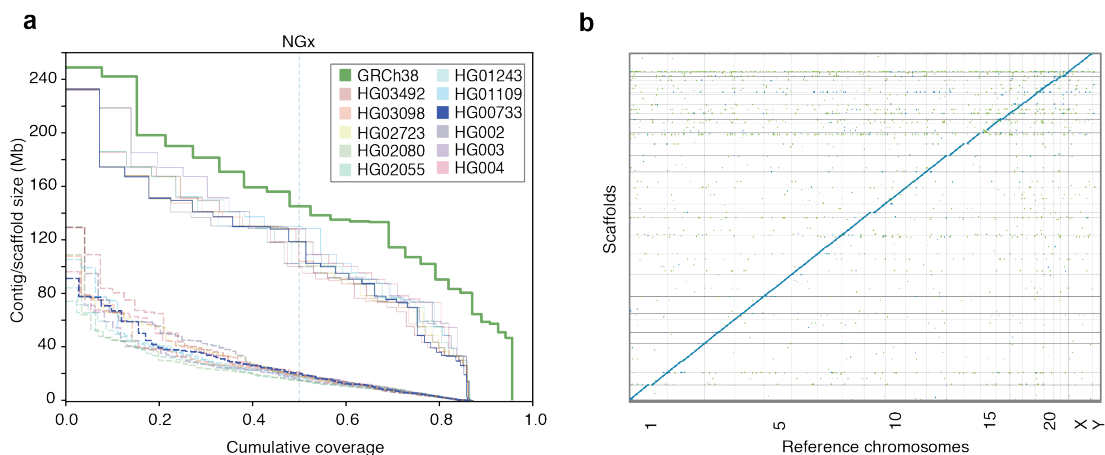 a
NGx
240
200
160
120
80
40
0
Contig/scaffold size (Mb)
GRCh38
HG03492
HG03098
HG02723
HG02080
HG02055
HG01243
HG01109
HG00733
HG002
HG003
HG004
0.0 0.2 0.4 0.6 0.8 1.0
Cumulative coverage
b
Scaffolds
1 5 10 15 20 X Y
Reference chromosomes